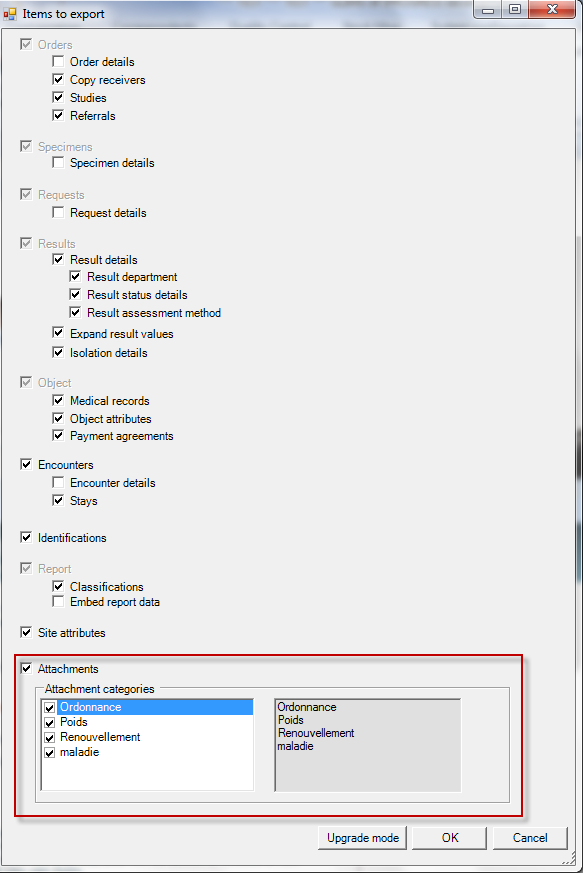 Items to export
Orders
Order details
Copy receivers
Studies
Referrals
Specimens
Specimen details
Requests
Request details
Results
Result details
Result department
Result status details
Result assessment method
Expand result values
Isolation details
Object
Medical records
Object attributes
Payment agreements
Encounters
Encounter details
Stays
Identifications
Report
Classifications
Embed report data
Site attributes
Attachments
Attachment categories
Ordonnance
Poids
Renouvellement
maladie
Ordonnance
Poids
Renouvellement
maladie
Upgrade mode OK Cancel